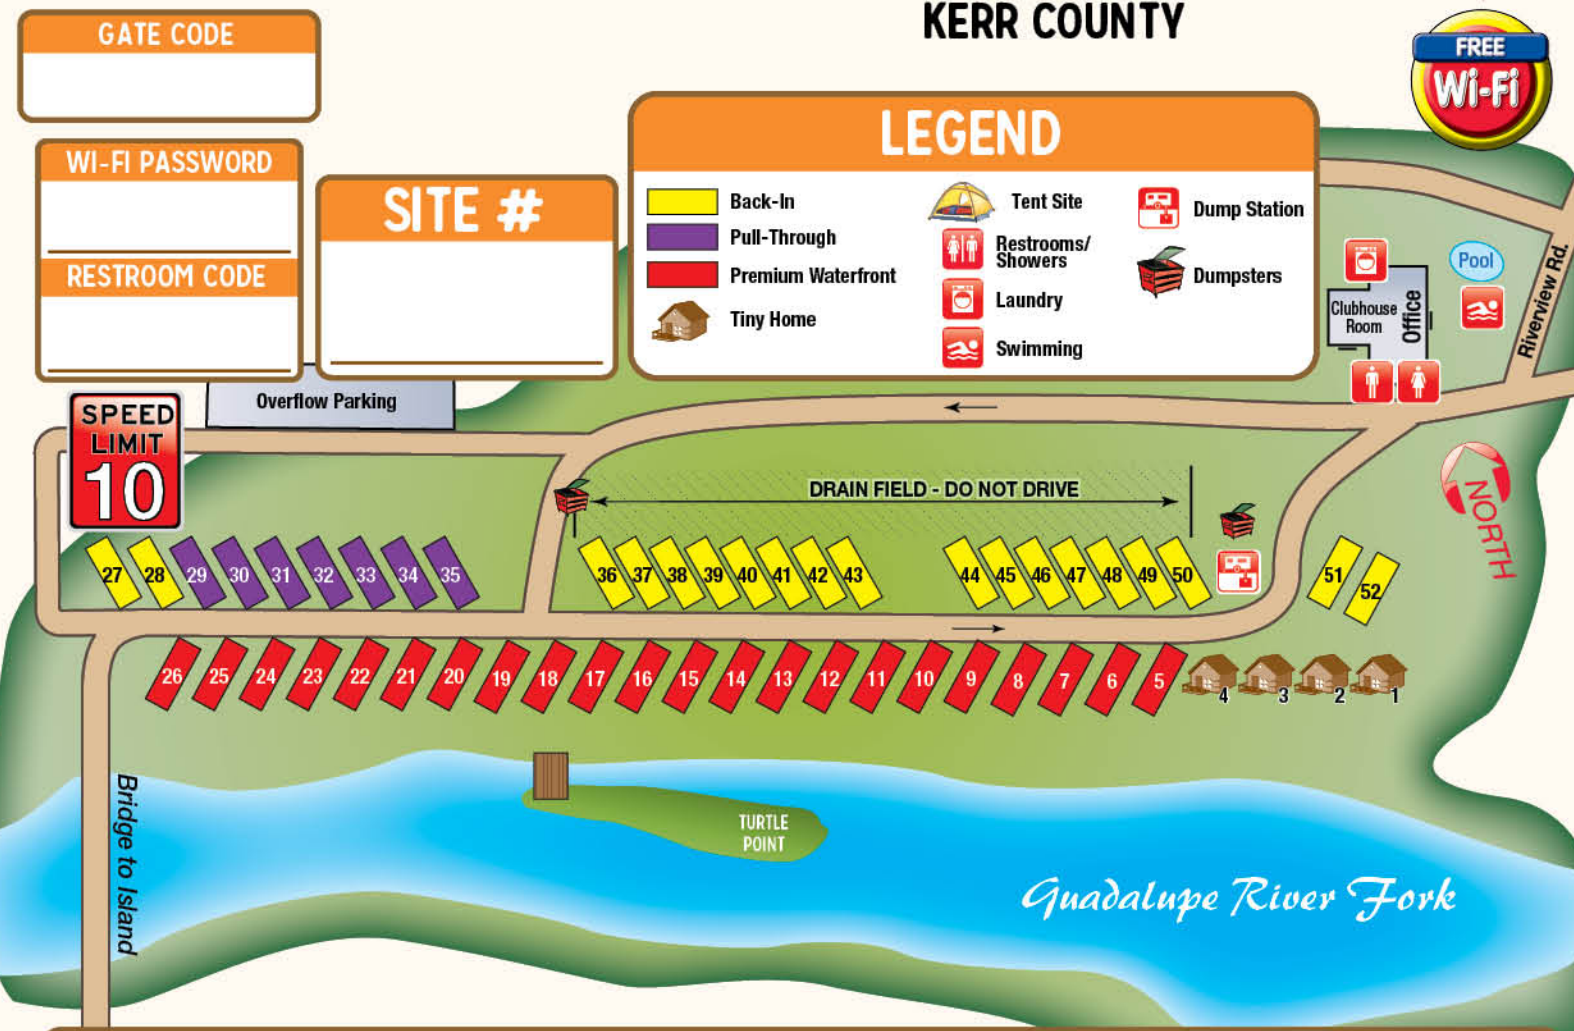 KERR COUNTY
GATE CODE
FREE
Wi-Fi
WI-FI PASSWORD
RESTROOM CODE
SITE #
LEGEND
Back-In
Pull-Through
Premium Waterfront
Tiny Home
Tent Site
Restrooms/
Showers
Laundry
Swimming
Dump Station
Dumpsters
Clubhouse
Room
Office
Pool
Riverview Rd.
Overflow Parking
SPEED
LIMIT
10
DRAIN FIELD - DO NOT DRIVE
NORTH
27 28 29 30 31 32 33 34 35 36 37 38 39 40 41 42 43 44 45 46 47 48 49 50 51 52
26 25 24 23 22 21 20 19 18 17 16 15 14 13 12 11 10 9 8 7 6 5 4 3 2 1
Bridge to Island
TURTLE
POINT
Guadalupe River Fork